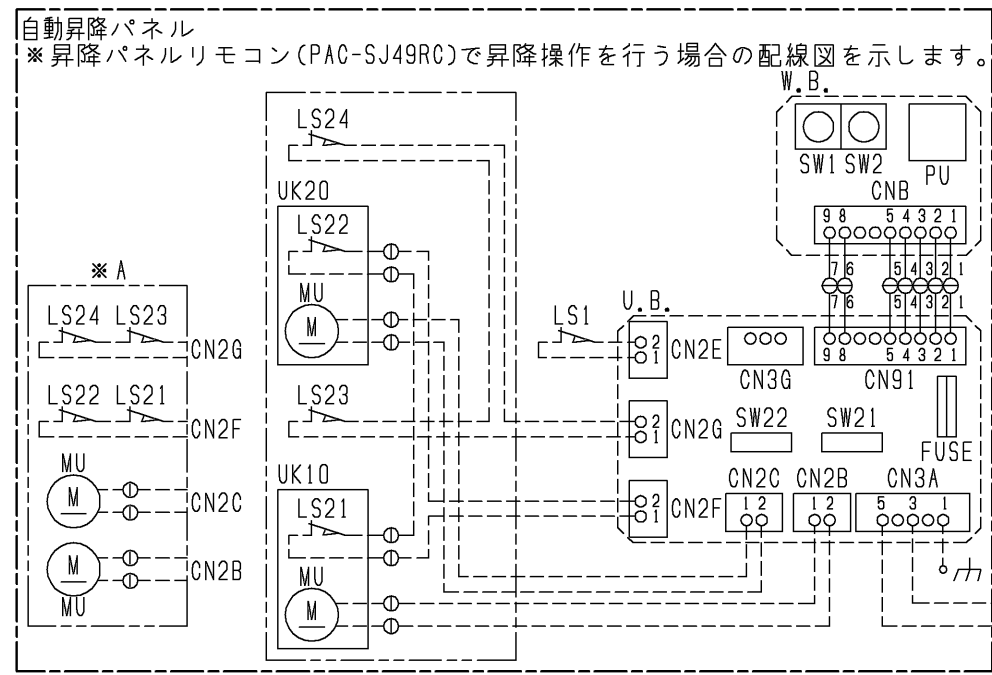 自動昇降パネル
※昇降パネルリモコン(PAC-SJ49RC)で昇降操作を行う場合の配線図を示します。
W.B.
SW1 SW2
PU
CNB
9 8 5 4 3 2 1
7 6 5 4 3 2 1
7 6 5 4 3 2 1
U.B.
9 8 5 4 3 2 1
CN91
CN3G
LS1
2
1
CN2E
LS24
UK20
LS22
MU
M
※A
LS24 LS23
CN2G
LS22 LS21
CN2F
MU
M
CN2C
M
MU
CN2B
LS23
UK10
LS21
MU
M
2
1
CN2G
SW22
SW21
FUSE
2
1
CN2F
CN2C
1 2
CN2B
1 2
CN3A
5 3 1